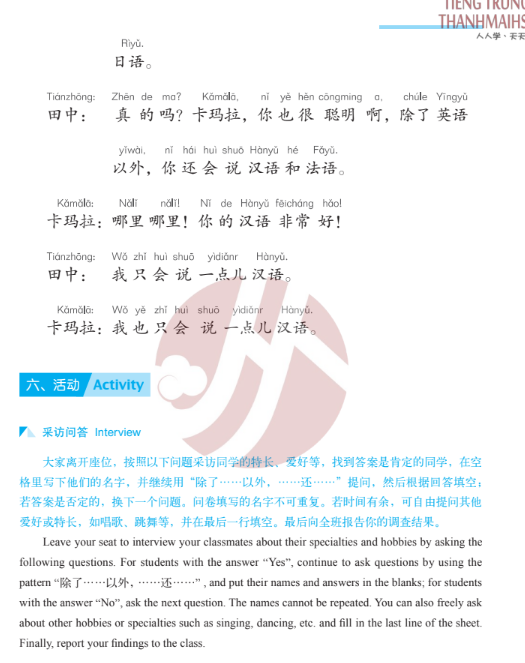 TIẾNG TRUNG
THANHMAIHS
人人学·天天
Rìyǔ.
日语。
Tiánzhōng: Zhēn de ma? Kǎmǎlā, nǐ yě hěn cōngming a, chúle Yīngyǔ
田中： 真 的 吗？卡玛拉，你 也 很 聪明 啊，除了 英语
yǐwài, nǐ hái huì shuō Hànyǔ hé Fǎyǔ.
以外，你 还 会 说 汉语 和 法语。
Kǎmǎlā: Nǎlǐ nǎlǐ! Nǐ de Hànyǔ fēicháng hǎo!
卡玛拉：哪里 哪里！你 的 汉语 非常 好！
Tiánzhōng: Wǒ zhǐ huì shuō yìdiǎnr Hànyǔ.
田中： 我 只 会 说 一点儿 汉语。
Kǎmǎlā: Wǒ yě zhǐ huì shuō yìdiǎnr Hànyǔ.
卡玛拉：我 也 只 会 说 一点儿 汉语。
六、活动 Activity
采访问答 Interview
大家离开座位，按照以下问题采访同学的特长、爱好等，找到答案是肯定的同学，在空
格里写下他们的名字，并继续用“除了……以外，……还……”提问，然后根据回答填空；
若答案是否定的，换下一个问题。问卷填写的名字不可重复。若时间有余，可自由提问其他
爱好或特长，如唱歌、跳舞等，并在最后一行填空。最后向全班报告你的调查结果。
Leave your seat to interview your classmates about their specialties and hobbies by asking the
following questions. For students with the answer “Yes”, continue to ask questions by using the
pattern “除了……以外，……还……” , and put their names and answers in the blanks; for students
with the answer “No”, ask the next question. The names cannot be repeated. You can also freely ask
about other hobbies or specialties such as singing, dancing, etc. and fill in the last line of the sheet.
Finally, report your findings to the class.